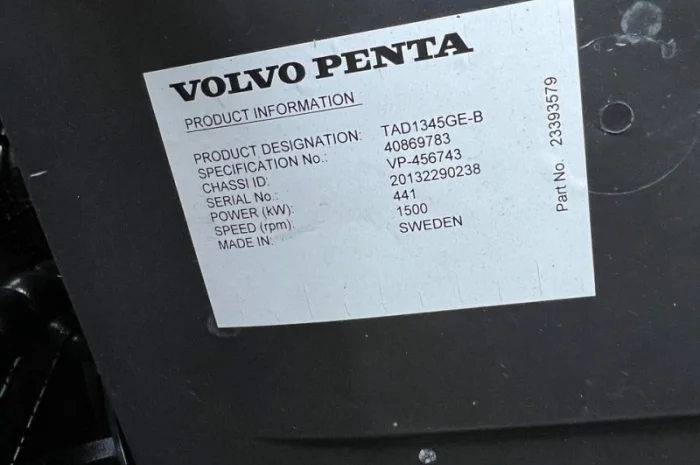 VOLVO PENTA
PRODUCT INFORMATION
PRODUCT DESIGNATION: TAD1345GE-B
SPECIFICATION No.: 40869783
CHASSI ID: VP-456743
SERIAL No.: 20132290238
POWER (kW): 441
SPEED (rpm): 1500
MADE IN: SWEDEN
Part No. 23393579